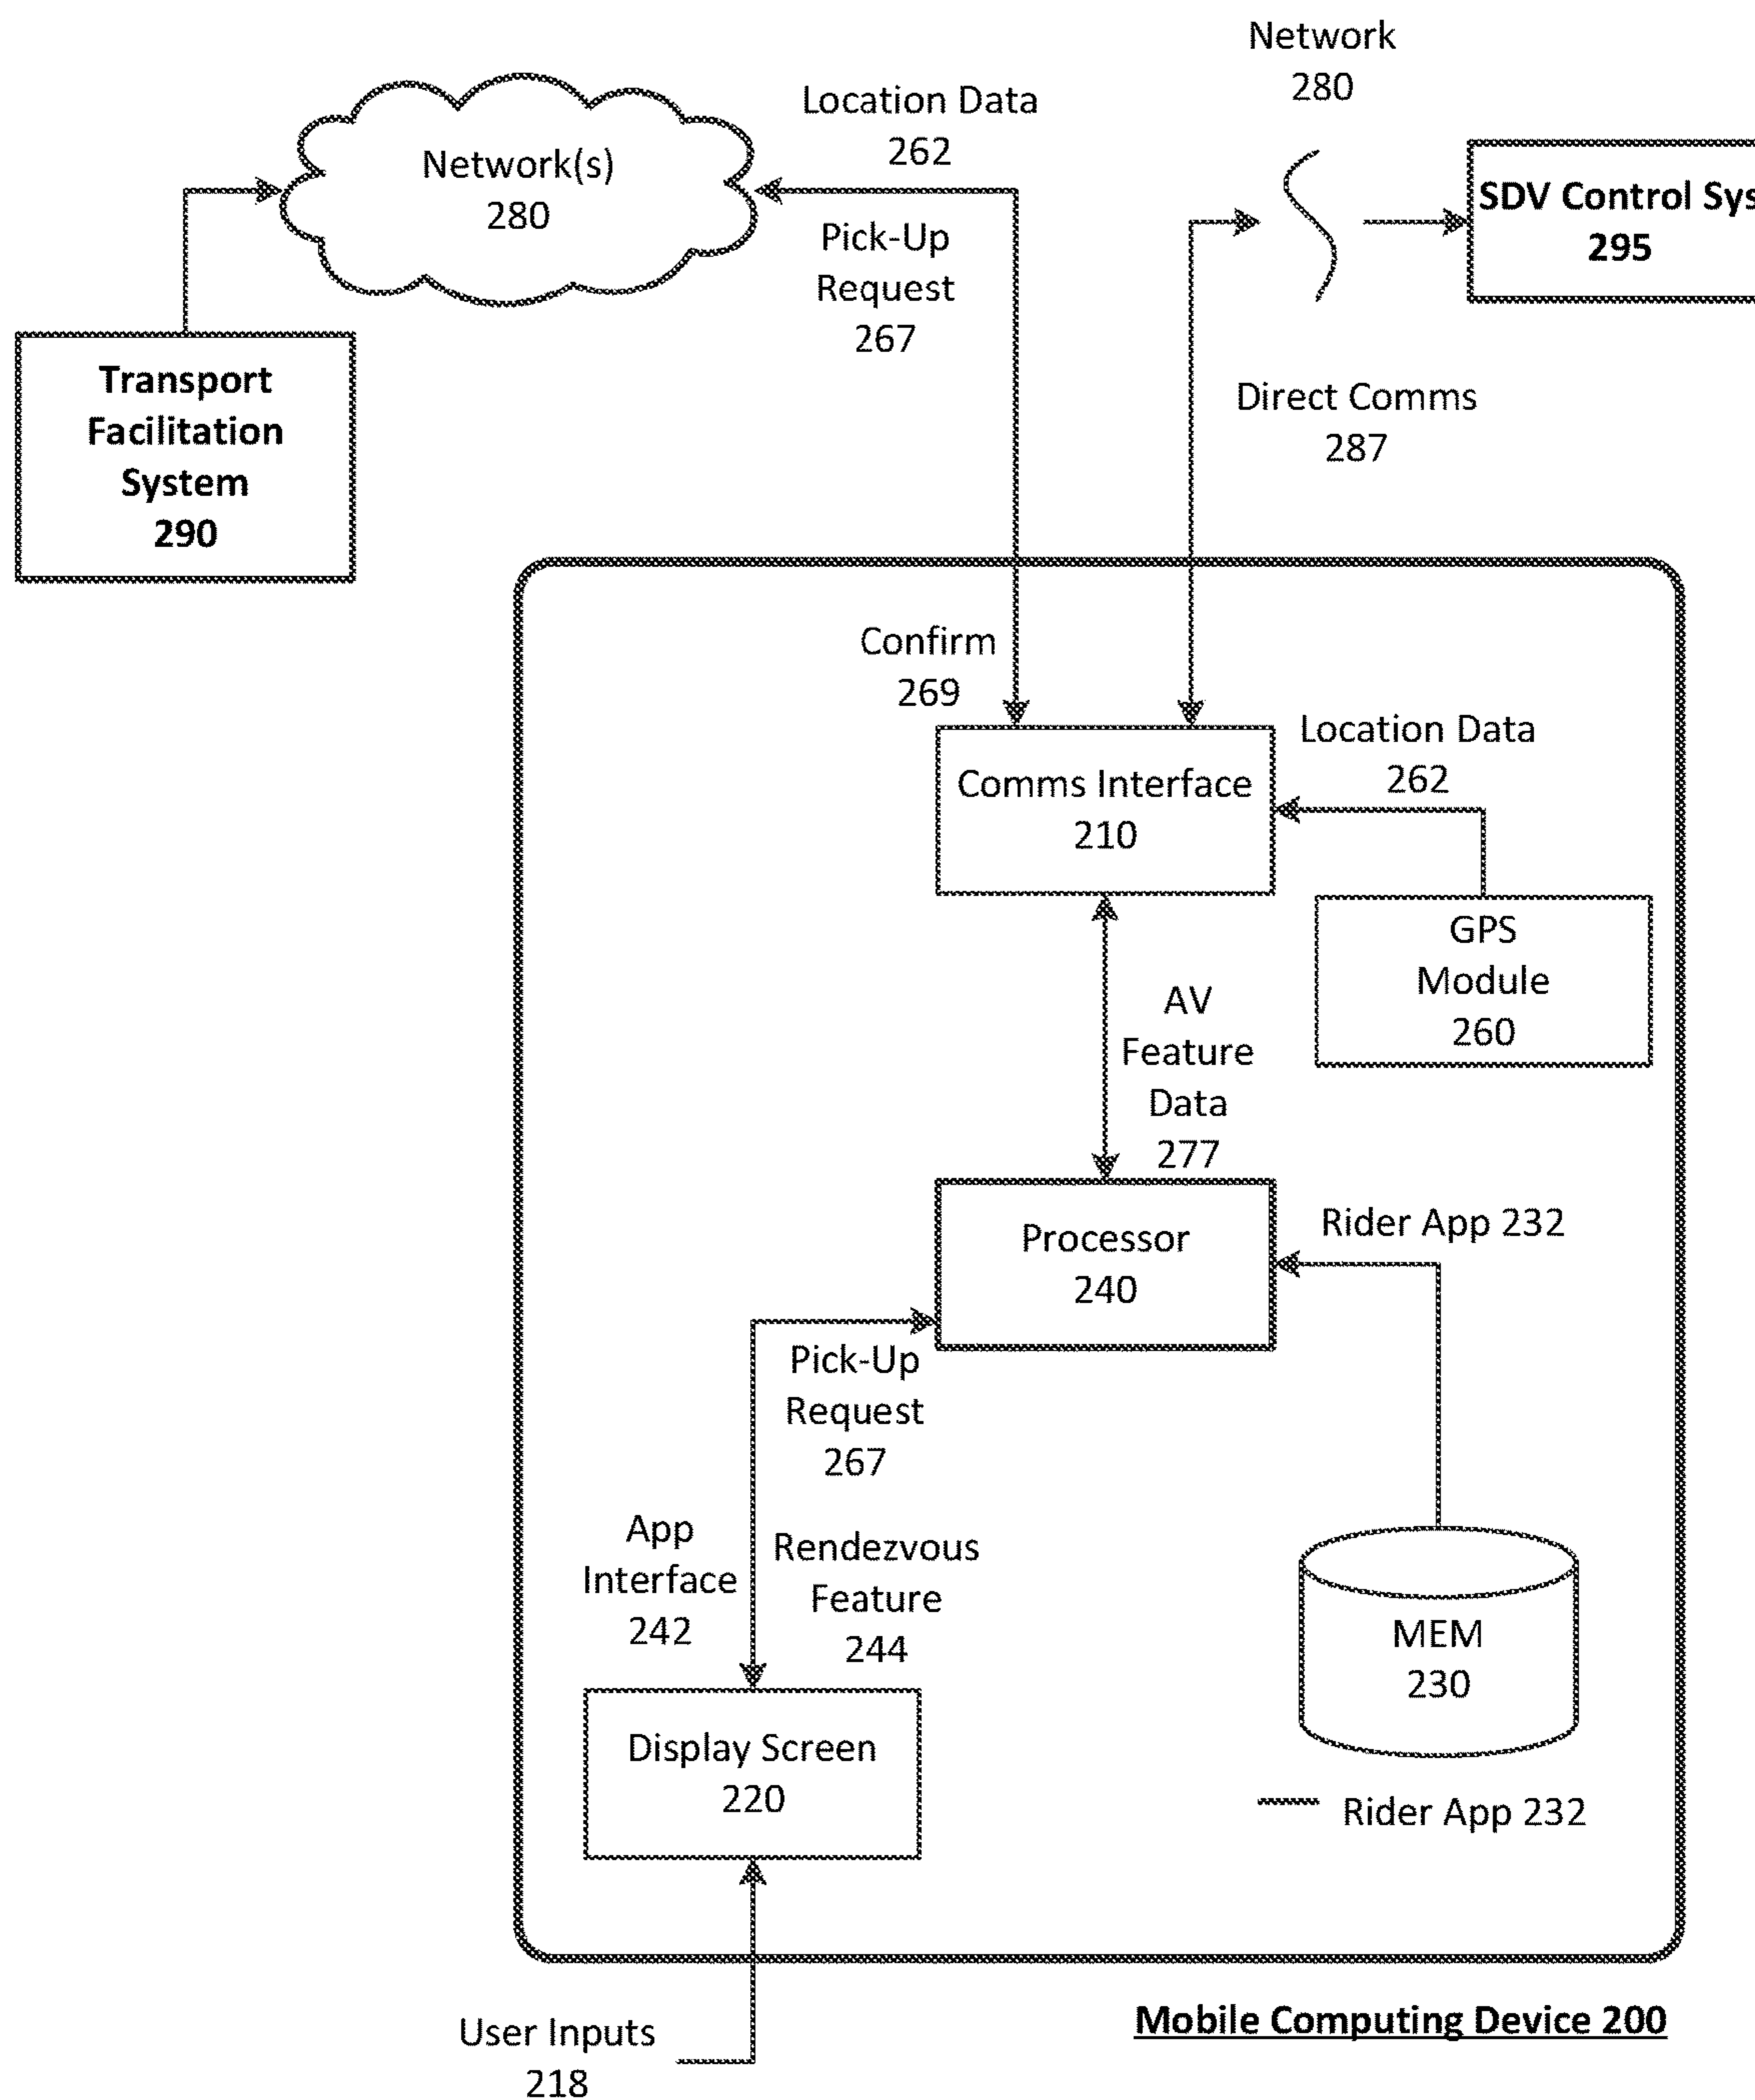 Network
280
Network(s)
280
Location Data
262
Pick-Up
Request
267
SDV Control Sys
295
Transport
Facilitation
System
290
Direct Comms
287
Confirm
269
Comms Interface
210
Location Data
262
GPS
Module
260
AV
Feature
Data
277
Processor
240
Rider App 232
Pick-Up
Request
267
App
Interface
242
Rendezvous
Feature
244
MEM
230
Display Screen
220
Rider App 232
Mobile Computing Device 200
User Inputs
218